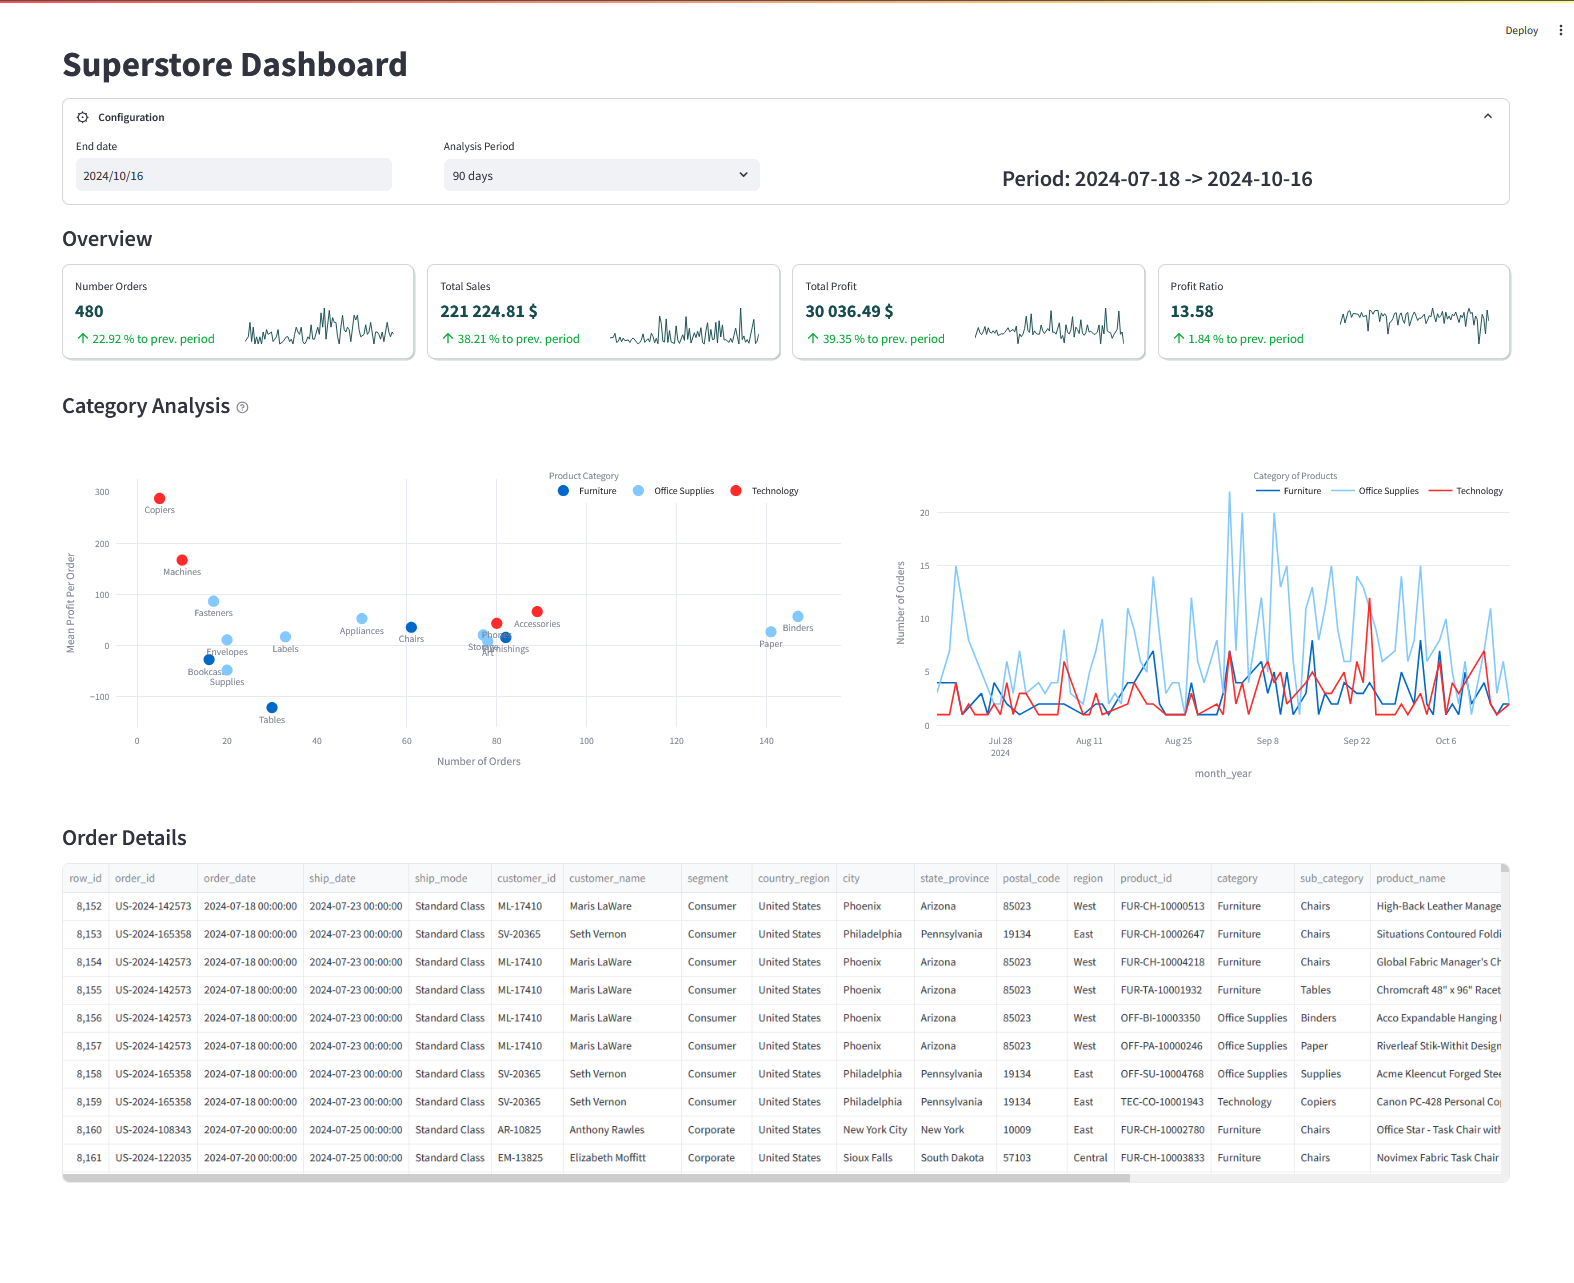 Deploy
Superstore Dashboard
Configuration
End date
Analysis Period
2024/10/16
90 days
Period: 2024-07-18 -> 2024-10-16
Overview
Number Orders
480
22.92 % to prev. period
Total Sales
221 224.81 $
38.21 % to prev. period
Total Profit
30 036.49 $
39.35 % to prev. period
Profit Ratio
13.58
1.84 % to prev. period
Category Analysis
Product Category
Furniture Office Supplies Technology
Mean Profit Per Order
300
200
100
0
−100
Copiers
Machines
Fasteners
Appliances
Chairs
Accessories
Phones
Binders
Paper
Envelopes
Labels
Storage
Furnishings
Art
Bookcas
Supplies
Tables
0 20 40 60 80 100 120 140
Number of Orders
Category of Products
Furniture Office Supplies Technology
Number of Orders
20
15
10
5
0
Jul 28 Aug 11 Aug 25 Sep 8 Sep 22 Oct 6
2024
month_year
Order Details
row_id order_id order_date ship_date ship_mode customer_id customer_name segment country_region city state_province postal_code region product_id category sub_category product_name
8,152 US-2024-142573 2024-07-18 00:00:00 2024-07-23 00:00:00 Standard Class ML-17410 Maris LaWare Consumer United States Phoenix Arizona 85023 West FUR-CH-10000513 Furniture Chairs High-Back Leather Manage
8,153 US-2024-165358 2024-07-18 00:00:00 2024-07-23 00:00:00 Standard Class SV-20365 Seth Vernon Consumer United States Philadelphia Pennsylvania 19134 East FUR-CH-10002647 Furniture Chairs Situations Contoured Foldi
8,154 US-2024-142573 2024-07-18 00:00:00 2024-07-23 00:00:00 Standard Class ML-17410 Maris LaWare Consumer United States Phoenix Arizona 85023 West FUR-CH-10004218 Furniture Chairs Global Fabric Manager's Ch
8,155 US-2024-142573 2024-07-18 00:00:00 2024-07-23 00:00:00 Standard Class ML-17410 Maris LaWare Consumer United States Phoenix Arizona 85023 West FUR-TA-10001932 Furniture Tables Chromcraft 48" x 96" Racet
8,156 US-2024-142573 2024-07-18 00:00:00 2024-07-23 00:00:00 Standard Class ML-17410 Maris LaWare Consumer United States Phoenix Arizona 85023 West OFF-BI-10003350 Office Supplies Binders Acco Expandable Hanging
8,157 US-2024-142573 2024-07-18 00:00:00 2024-07-23 00:00:00 Standard Class ML-17410 Maris LaWare Consumer United States Phoenix Arizona 85023 West OFF-PA-10000246 Office Supplies Paper Riverleaf Stik-Withit Design
8,158 US-2024-165358 2024-07-18 00:00:00 2024-07-23 00:00:00 Standard Class SV-20365 Seth Vernon Consumer United States Philadelphia Pennsylvania 19134 East OFF-SU-10004768 Office Supplies Supplies Acme Kleencut Forged Stee
8,159 US-2024-165358 2024-07-18 00:00:00 2024-07-23 00:00:00 Standard Class SV-20365 Seth Vernon Consumer United States Philadelphia Pennsylvania 19134 East TEC-CO-10001943 Technology Copiers Canon PC-428 Personal Cop
8,160 US-2024-108343 2024-07-20 00:00:00 2024-07-25 00:00:00 Standard Class AR-10825 Anthony Rawles Corporate United States New York City New York 10009 East FUR-CH-10002780 Furniture Chairs Office Star - Task Chair with
8,161 US-2024-122035 2024-07-20 00:00:00 2024-07-25 00:00:00 Standard Class EM-13825 Elizabeth Moffitt Corporate United States Sioux Falls South Dakota 57103 Central FUR-CH-10003833 Furniture Chairs Novimex Fabric Task Chair